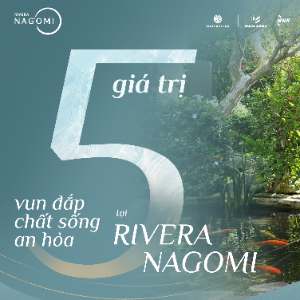 RIVERA
NAGOMI
5
giá trị
vun đắp
chất sống
an hòa
tại
RIVERA
NAGOMI